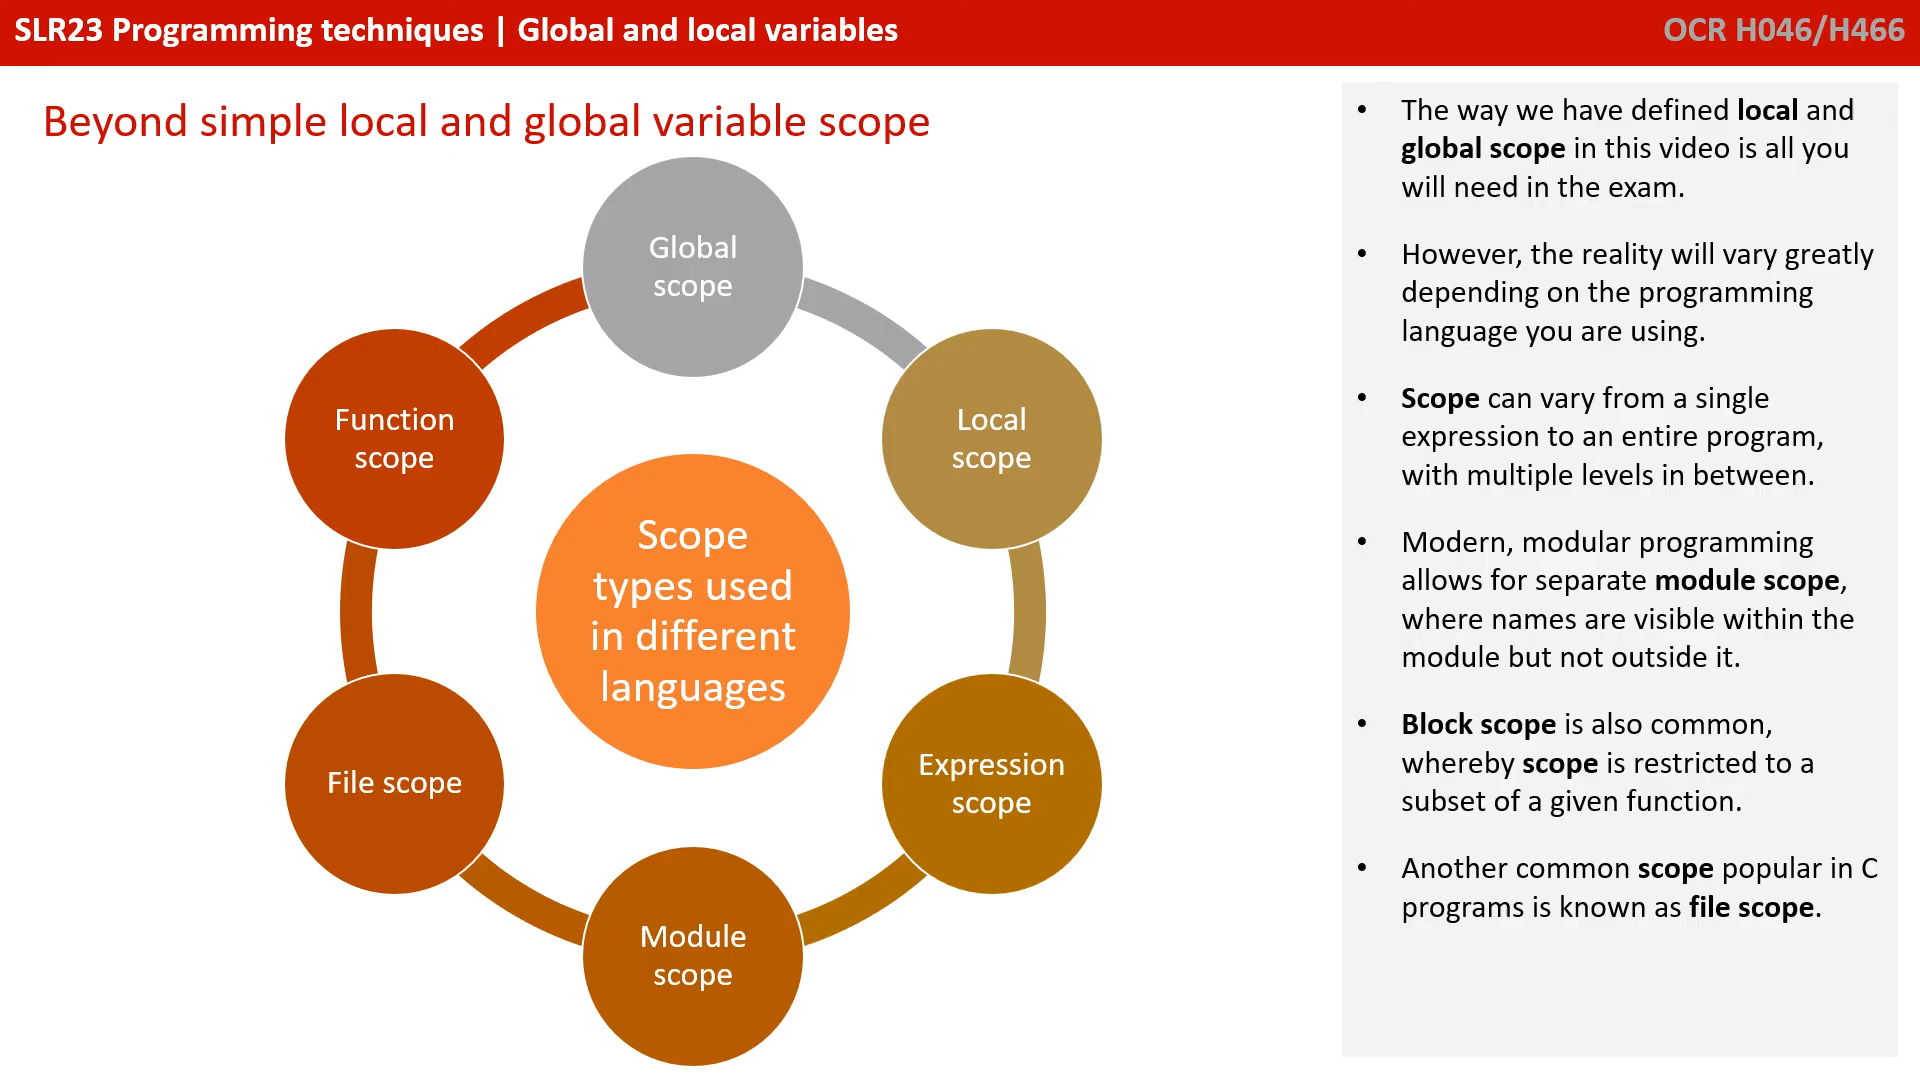 SLR23 Programming techniques | Global and local variables
OCR H046/H466
Beyond simple local and global variable scope
Global
scope
Local
scope
Expression
scope
Module
scope
File scope
Function
scope
Scope
types used
in different
languages
• The way we have defined local and
global scope in this video is all you
will need in the exam.
• However, the reality will vary greatly
depending on the programming
language you are using.
• Scope can vary from a single
expression to an entire program,
with multiple levels in between.
• Modern, modular programming
allows for separate module scope,
where names are visible within the
module but not outside it.
• Block scope is also common,
whereby scope is restricted to a
subset of a given function.
• Another common scope popular in C
programs is known as file scope.